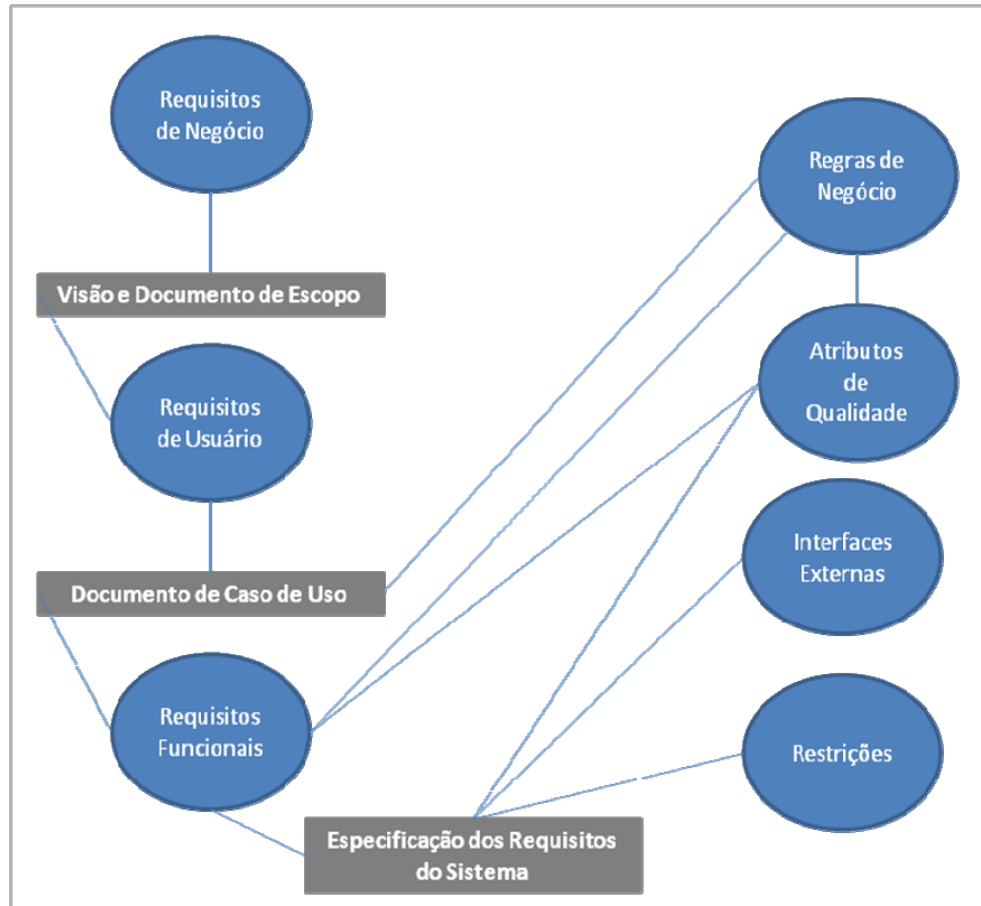 Requisitos
de Negócio
Visão e Documento de Escopo
Requisitos
de Usuário
Documento de Caso de Uso
Requisitos
Funcionais
Especificação dos Requisitos
do Sistema
Regras de
Negócio
Atributos
de
Qualidade
Interfaces
Externas
Restrições